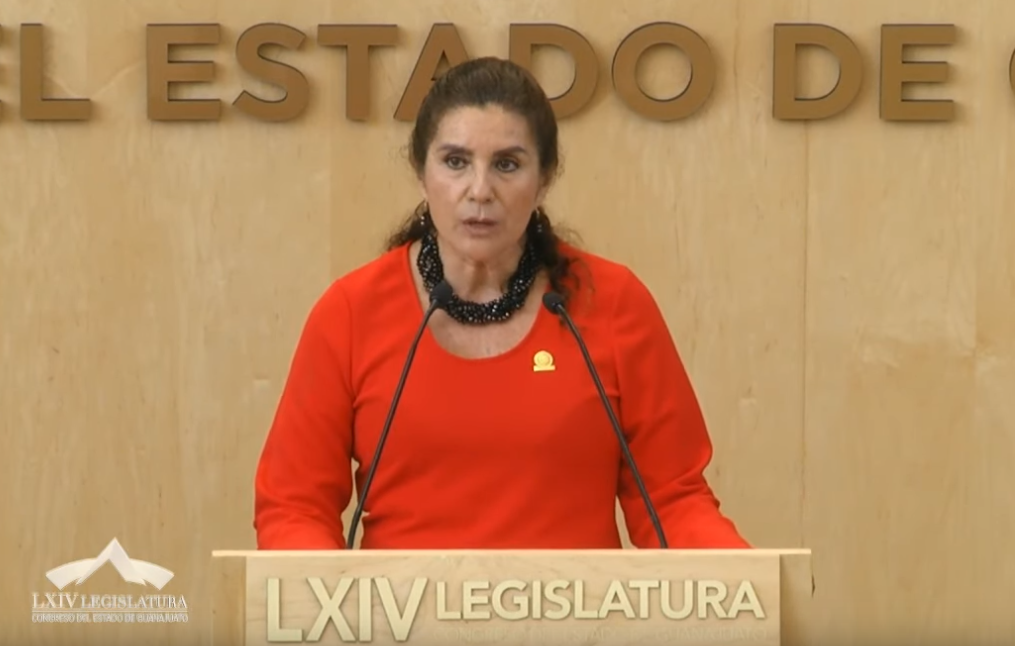 EL ESTADO DE
LXIV LEGISLATURA
LXIV LEGISLATURA
CONGRESO DEL ESTADO DE GUANAJUATO